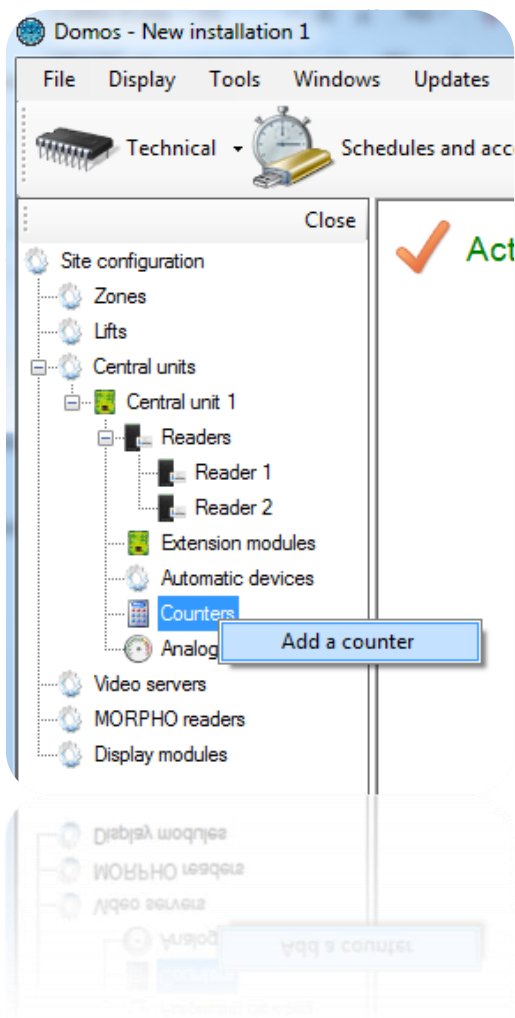 Domos - New installation 1
File Display Tools Windows Updates
Technical Schedules and acc
Close
Act
Site configuration
Zones
Lifts
Central units
Central unit 1
Readers
Reader 1
Reader 2
Extension modules
Automatic devices
Counters
Add a counter
Analog
Video servers
MORPHO readers
Display modules